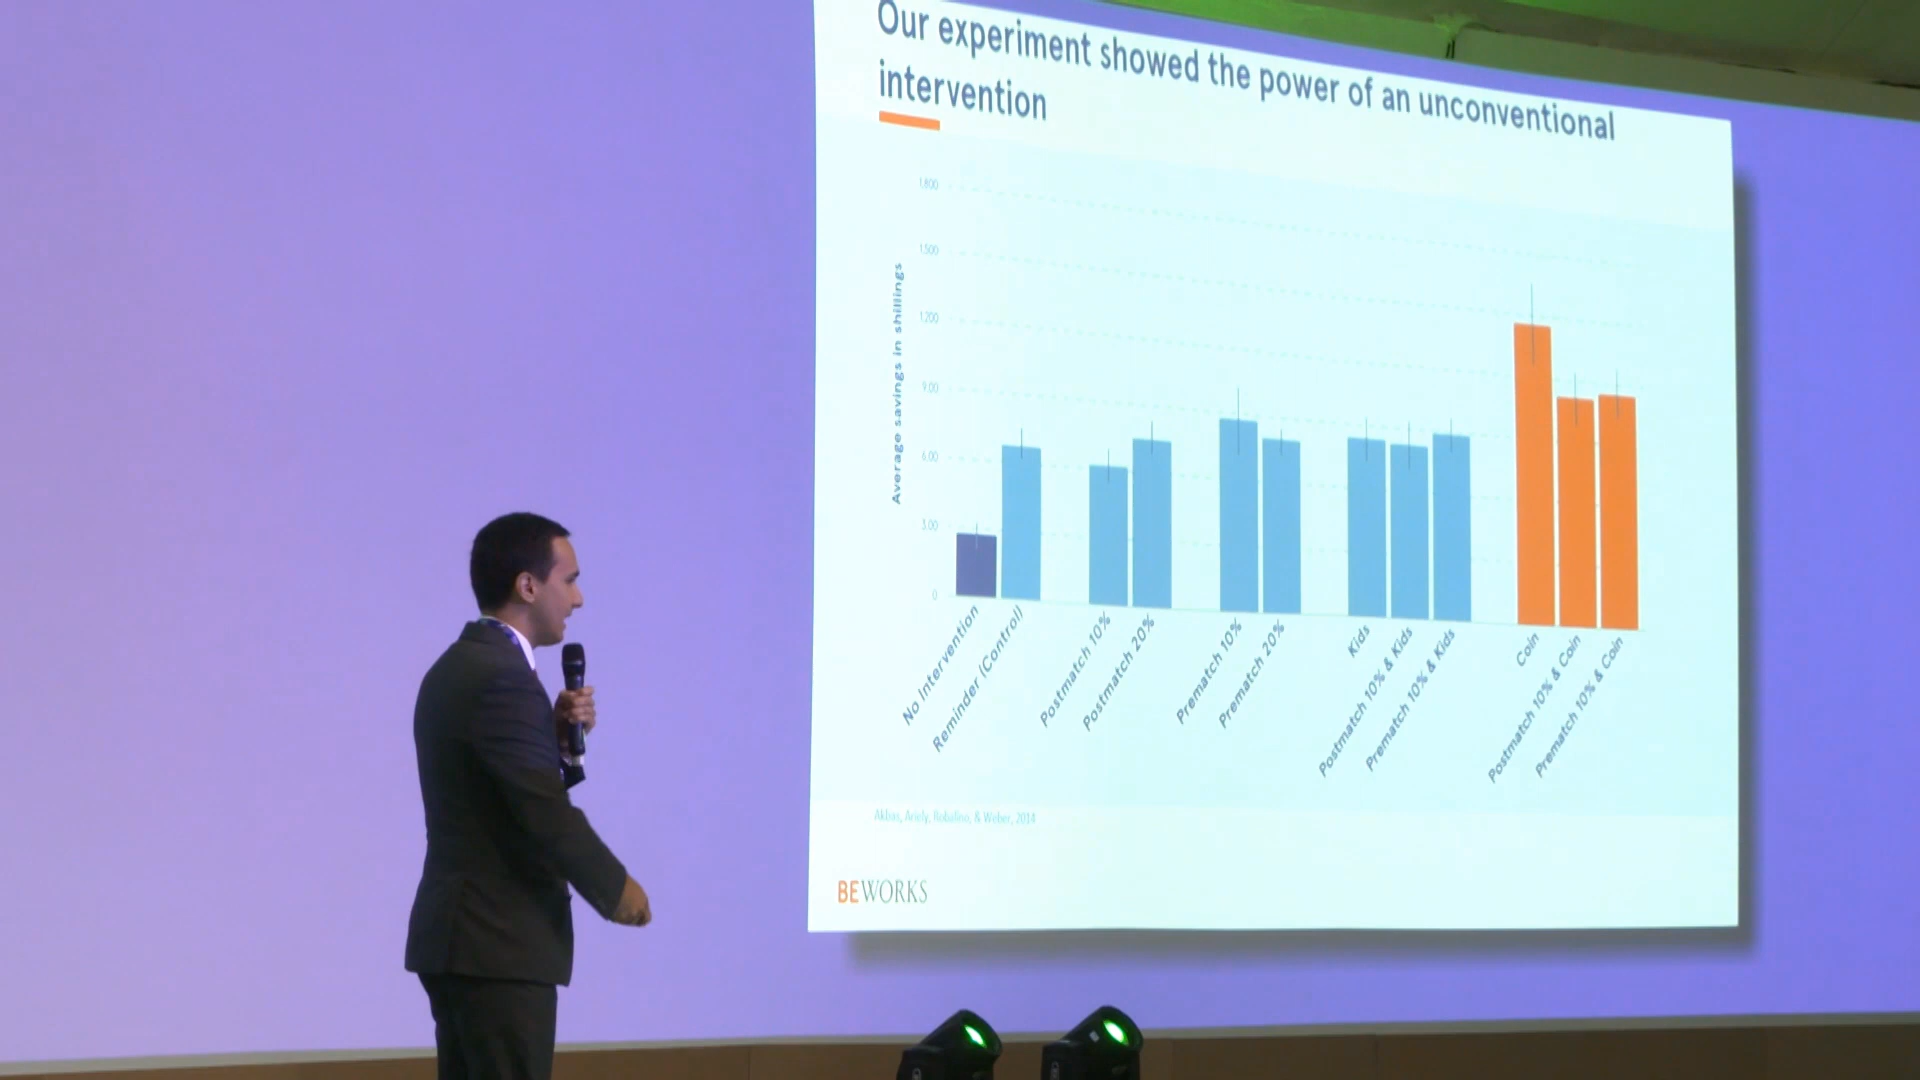 Our experiment showed the power of an unconventional
intervention
1,800
1,500
1,200
9.00
6.00
3.00
0
Average savings in shillings
No Intervention
Reminder (Control)
Postmatch 10%
Postmatch 20%
Prematch 10%
Prematch 20%
Kids
Postmatch 10% & Kids
Prematch 10% & Kids
Coin
Postmatch 10% & Coin
Prematch 10% & Coin
Akbas, Ariely, Robalino, & Weber, 2014
BEWORKS